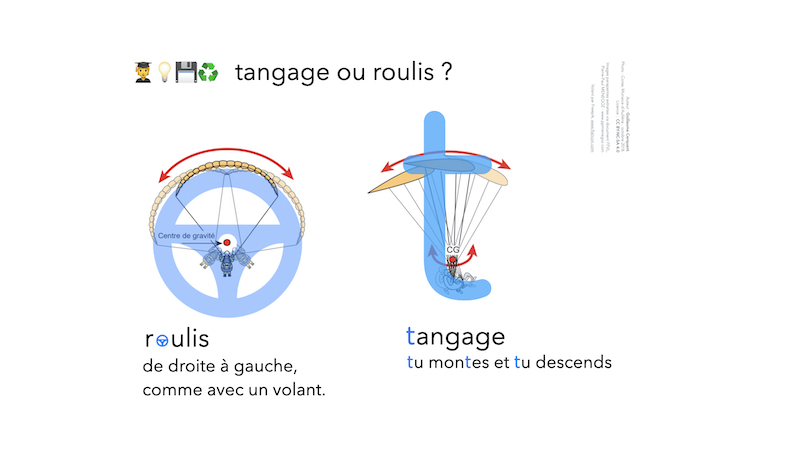 tangage ou roulis ?
Centre de gravité
CG
roulis
de droite à gauche,
comme avec un volant.
tangage
tu montes et tu descends